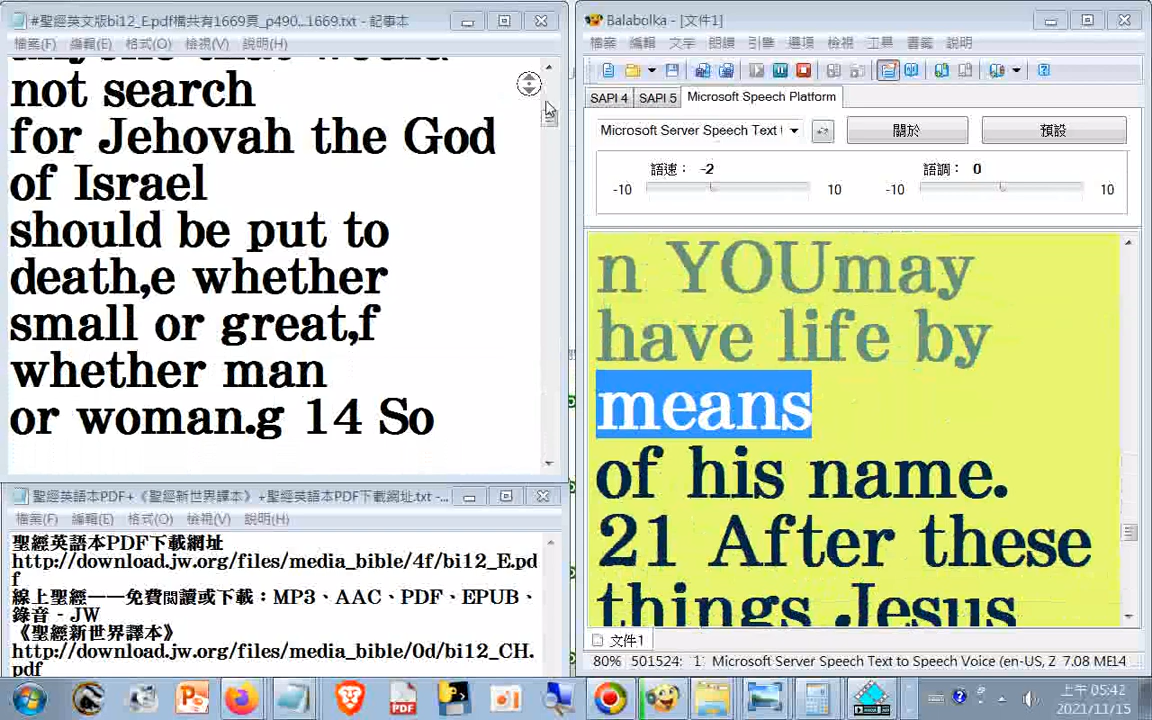 #聖經英文版bi12_E.pdf檔共有1669頁_p490,..1669.txt - 記事本
檔案(F) 編輯(E) 格式(O) 檢視(V) 說明(H)
anyone that would
not search
for Jehovah the God
of Israel
should be put to
death,e whether
small or great,f
whether man
or woman.g 14 So
聖經英語本PDF+《聖經新世界譯本》+聖經英語本PDF下載網址.txt - ...
檔案(F) 編輯(E) 格式(O) 檢視(V) 說明(H)
聖經英語本PDF下載網址
http://download.jw.org/files/media_bible/4f/bi12_E.pd
f
線上聖經——免費閱讀或下載：MP3、AAC、PDF、EPUB、
錄音 - JW
《聖經新世界譯本》
http://download.jw.org/files/media_bible/0d/bi12_CH.
pdf
Balabolka - [文件1]
檔案 編輯 文字 朗讀 引擎 選項 檢視 工具 書籤 說明
SAPI 4 SAPI 5 Microsoft Speech Platform
Microsoft Server Speech Text 關於 預設
語速： -2 語調： 0
-10 10 -10 10
n YOUmay
have life by
means
of his name.
21 After these
things Jesus
文件1
80% 501524: 1 Microsoft Server Speech Text to Speech Voice (en-US, Z 7.08 ME14
PDF
上午 05:42
2021/11/15